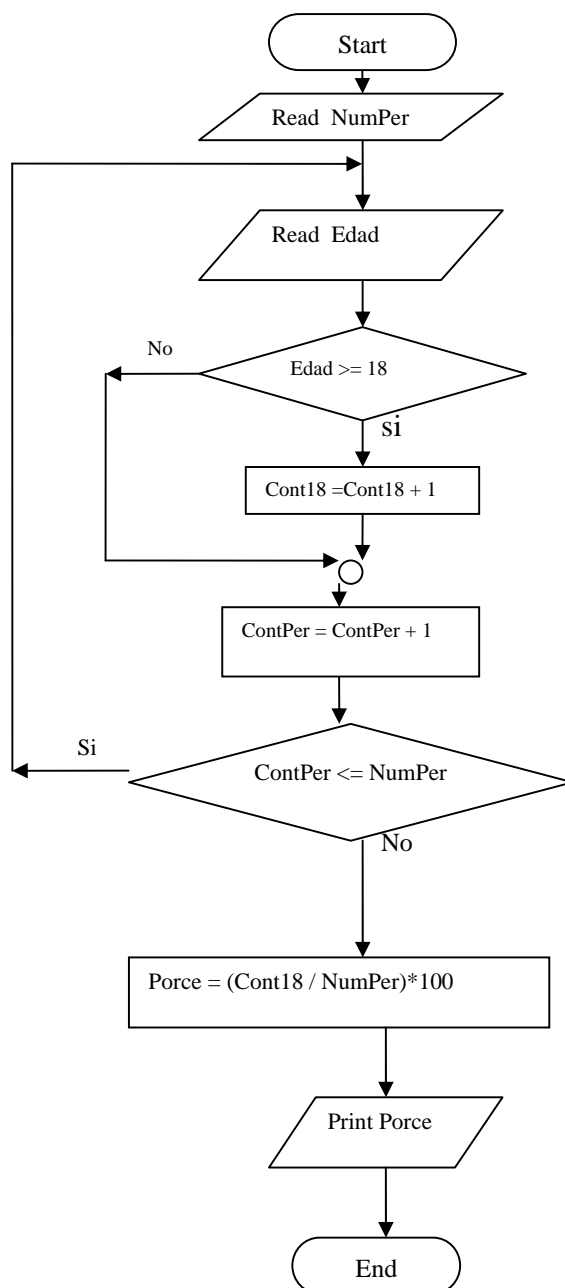 Start
Read NumPer
Read Edad
No
Edad >= 18
si
Cont18 =Cont18 + 1
ContPer = ContPer + 1
Si
ContPer <= NumPer
No
Porce = (Cont18 / NumPer)*100
Print Porce
End